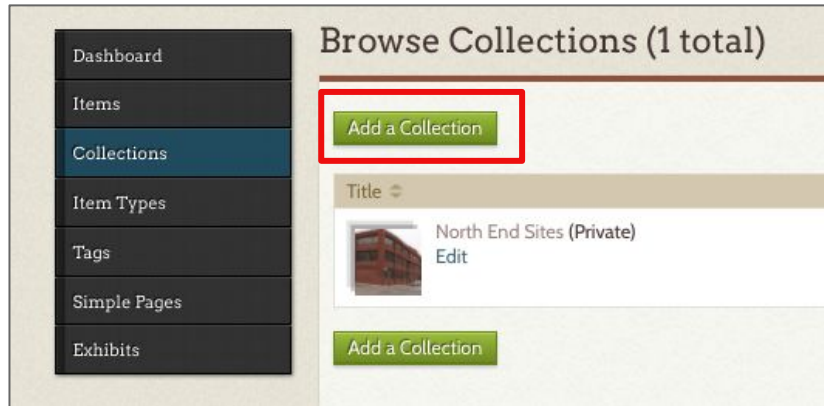 Dashboard
Items
Collections
Item Types
Tags
Simple Pages
Exhibits
Browse Collections (1 total)
Add a Collection
Title
North End Sites (Private)
Edit
Add a Collection